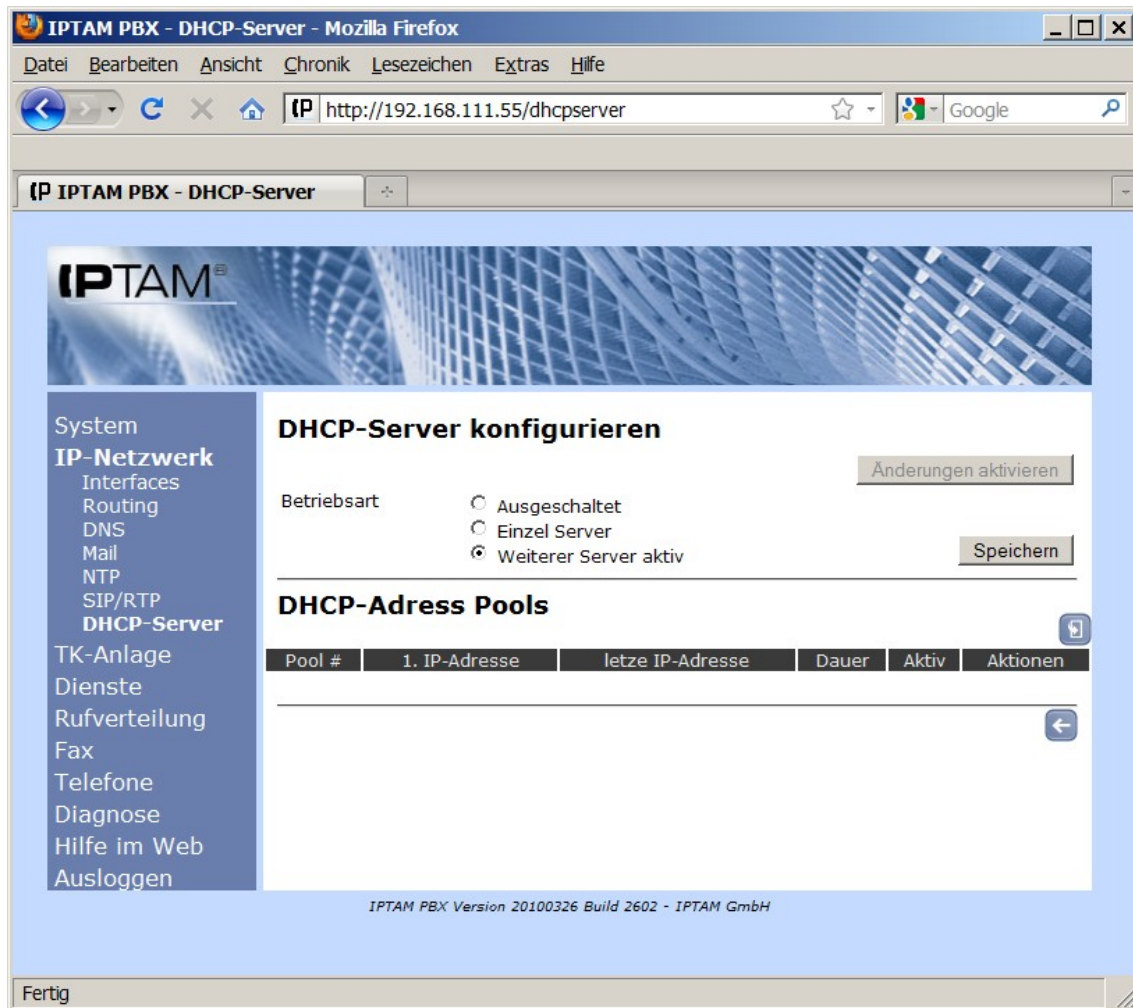 IPTAM PBX - DHCP-Server - Mozilla Firefox
Datei Bearbeiten Ansicht Chronik Lesezeichen Extras Hilfe
(P http://192.168.111.55/dhcpserver Google
(P IPTAM PBX - DHCP-Server
IPTAM®
System
IP-Netzwerk
Interfaces
Routing
DNS
Mail
NTP
SIP/RTP
DHCP-Server
TK-Anlage
Dienste
Rufverteilung
Fax
Telefone
Diagnose
Hilfe im Web
Ausloggen
DHCP-Server konfigurieren
Änderungen aktivieren
Betriebsart
Ausgeschaltet
Einzel Server
Weiterer Server aktiv
Speichern
DHCP-Adress Pools
Pool # 1. IP-Adresse letze IP-Adresse Dauer Aktiv Aktionen
IPTAM PBX Version 20100326 Build 2602 - IPTAM GmbH
Fertig